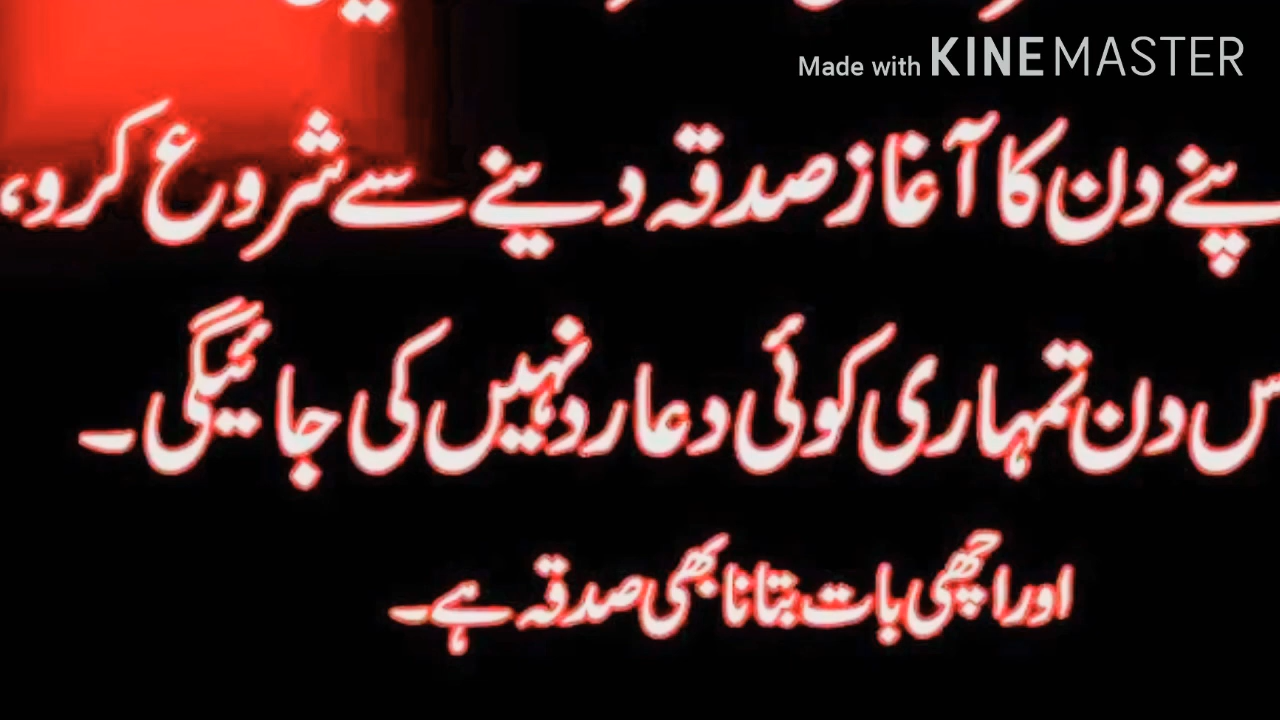 Made with KINEMASTER
پنے دن کا آغاز صدقہ دینے سے شروع کرو،
س دن تمہاری کوئی دعا رد نہیں کی جائیگی۔
اور اچھی بات بتانا بھی صدقہ ہے۔